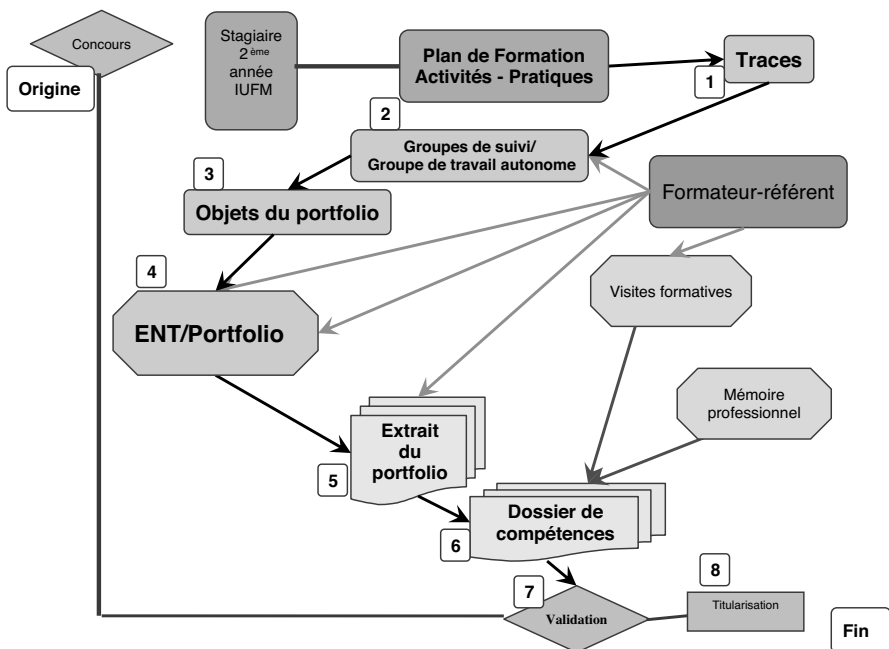 Concours
Origine
Stagiaire
2ème
année
IUFM
Plan de Formation
Activités - Pratiques
Traces
1
2
Groupes de suivi/
Groupe de travail autonome
3
Objets du portfolio
Formateur-référent
4
ENT/Portfolio
Visites formatives
Mémoire
professionnel
Extrait
du
portfolio
5
Dossier de
compétences
6
7
Validation
8
Titularisation
Fin